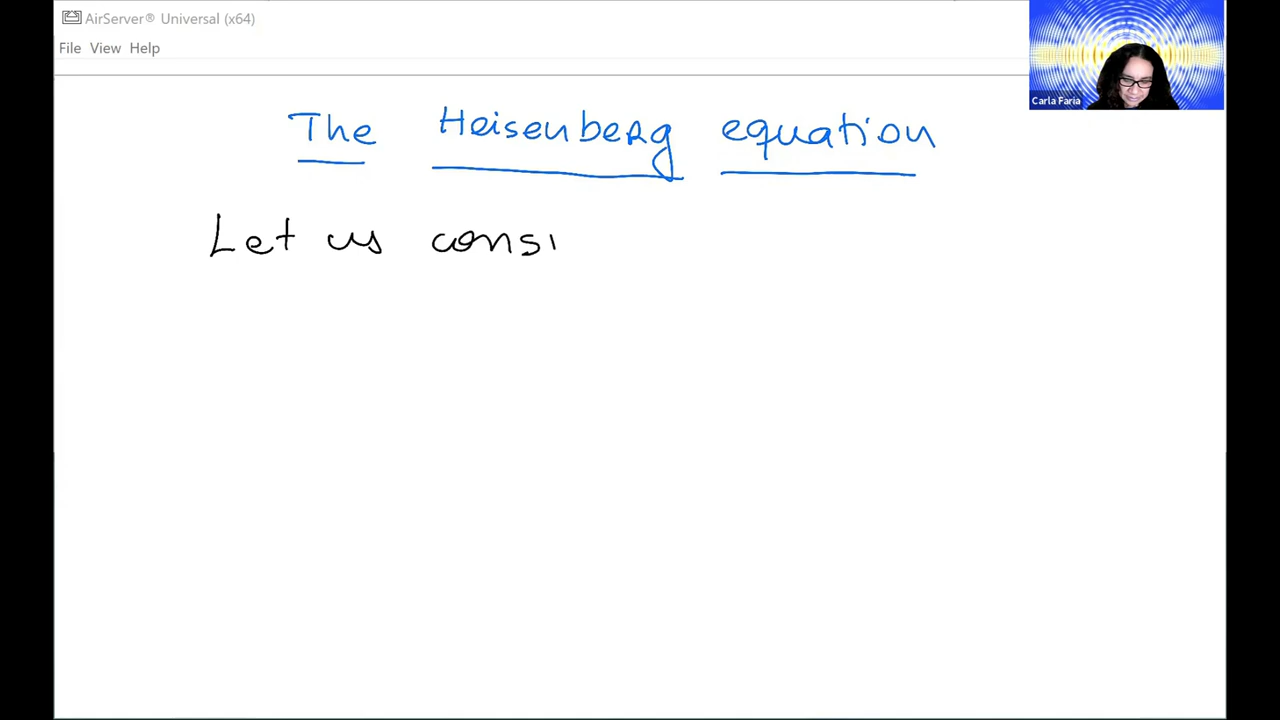 AirServer® Universal (x64)
File View Help
Carla Faria
The Heisenberg equation
Let us consi